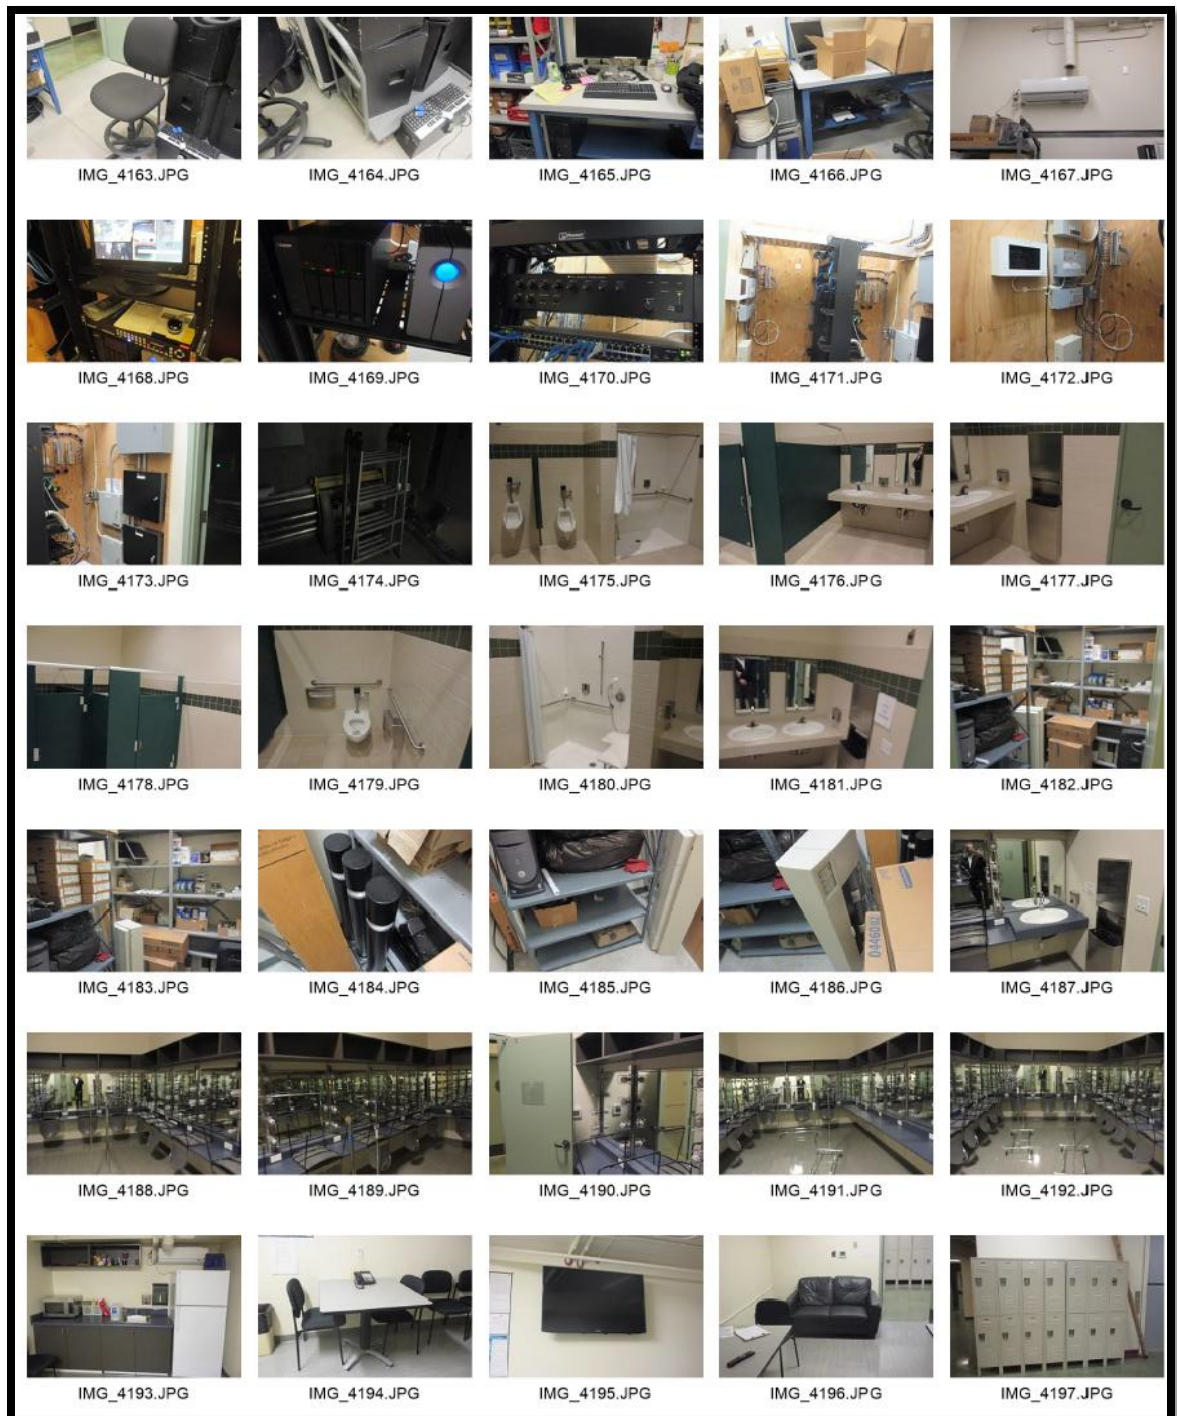 IMG_4163.JPG IMG_4164.JPG IMG_4165.JPG IMG_4166.JPG IMG_4167.JPG
IMG_4168.JPG IMG_4169.JPG IMG_4170.JPG IMG_4171.JPG IMG_4172.JPG
IMG_4173.JPG IMG_4174.JPG IMG_4175.JPG IMG_4176.JPG IMG_4177.JPG
IMG_4178.JPG IMG_4179.JPG IMG_4180.JPG IMG_4181.JPG IMG_4182.JPG
0446010
IMG_4183.JPG IMG_4184.JPG IMG_4185.JPG IMG_4186.JPG IMG_4187.JPG
IMG_4188.JPG IMG_4189.JPG IMG_4190.JPG IMG_4191.JPG IMG_4192.JPG
IMG_4193.JPG IMG_4194.JPG IMG_4195.JPG IMG_4196.JPG IMG_4197.JPG